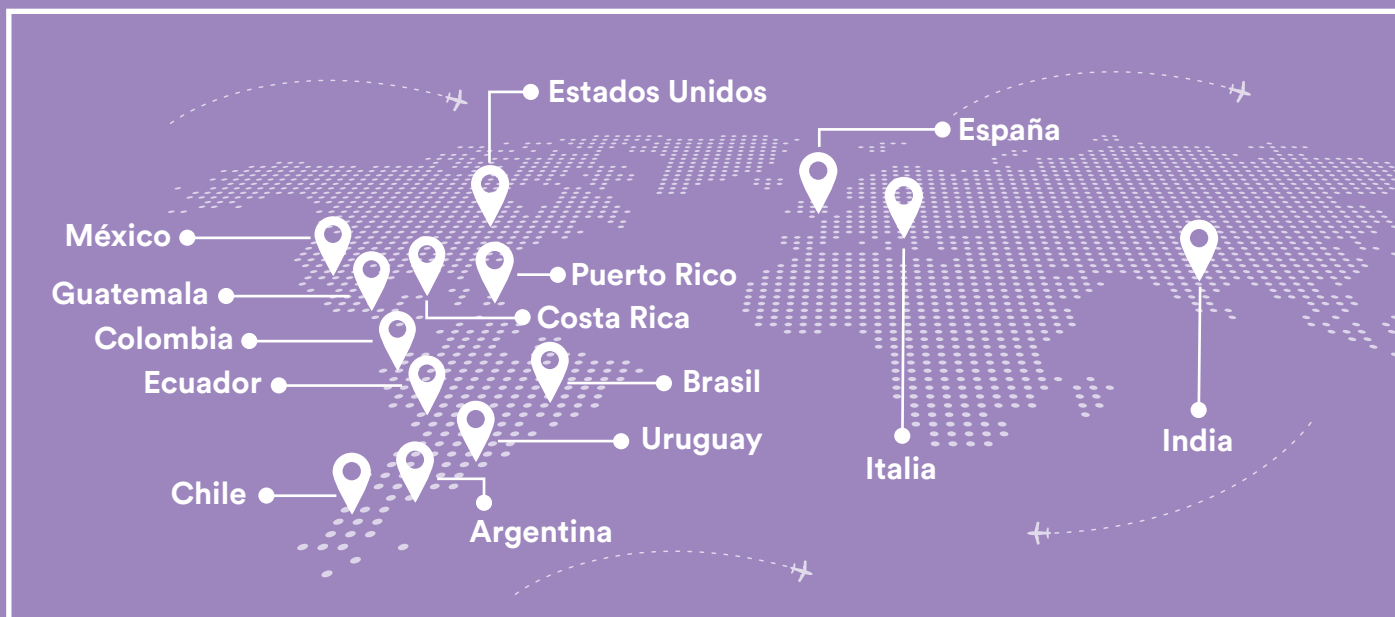 Estados Unidos
España
México
Puerto Rico
Guatemala
Costa Rica
Colombia
Ecuador
Brasil
Uruguay
India
Italia
Chile
Argentina